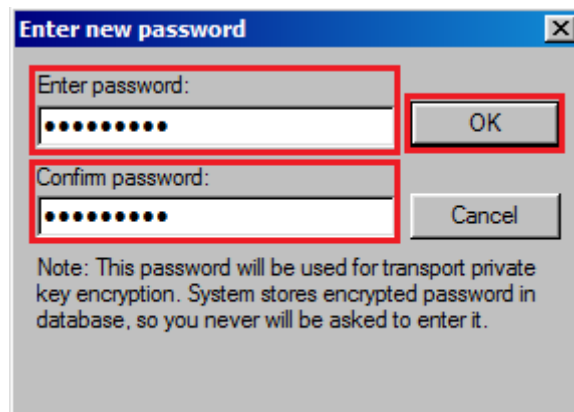 Enter new password
Enter password:
•••••••••
OK
Confirm password:
•••••••••
Cancel
Note: This password will be used for transport private
key encryption. System stores encrypted password in
database, so you never will be asked to enter it.